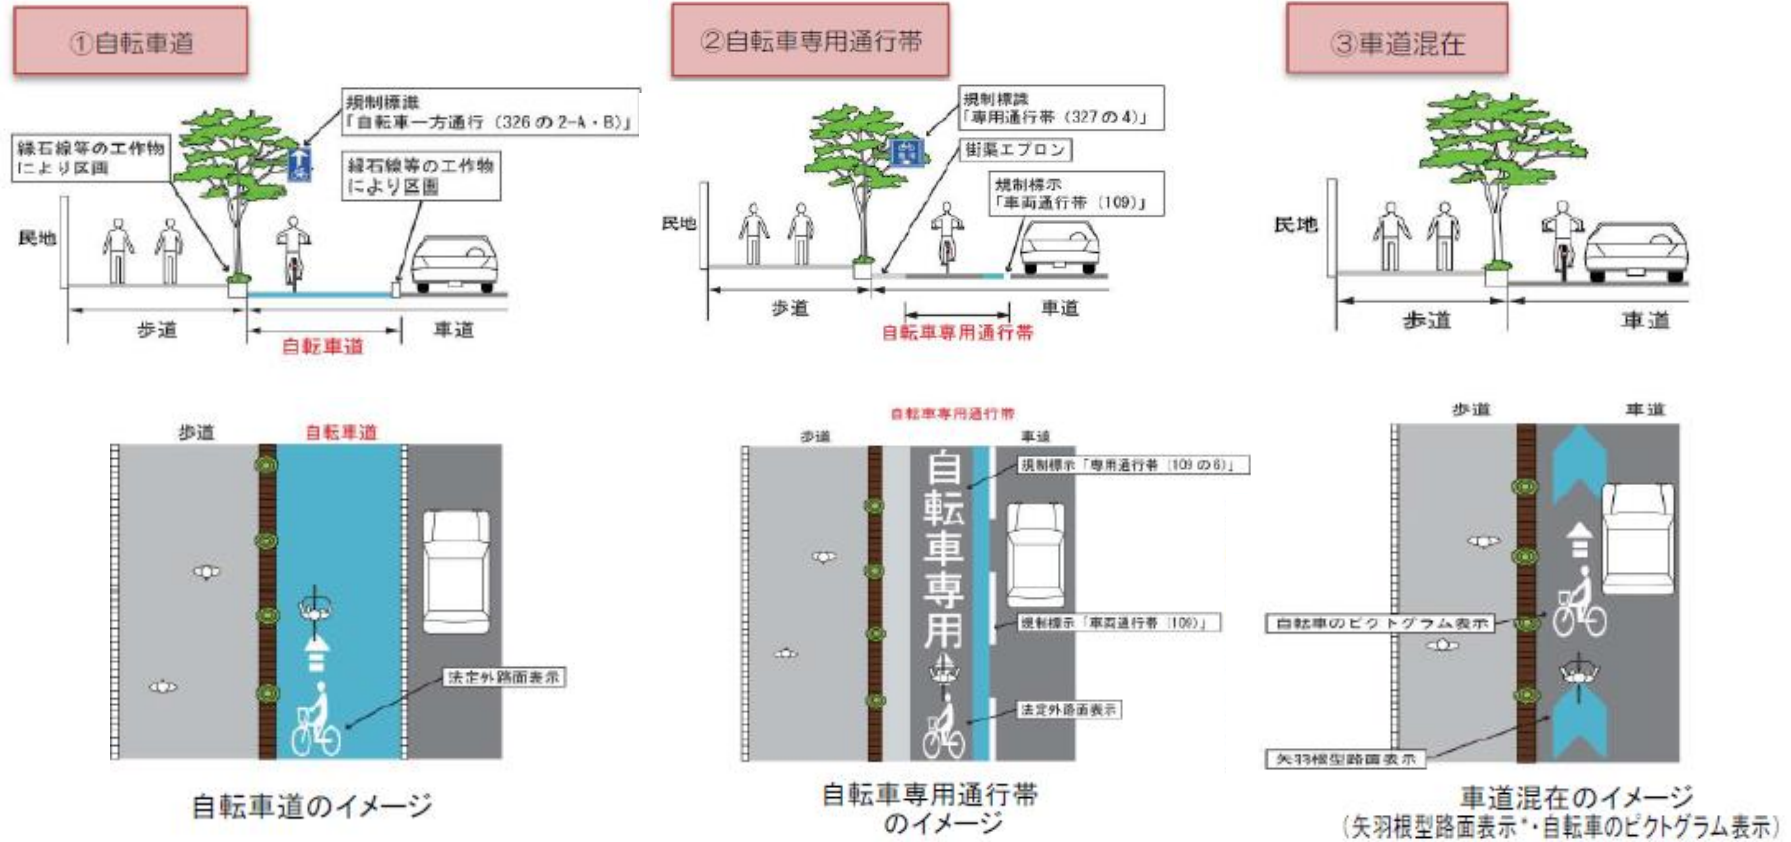 ①自転車道
規制標識
「自転車一方通行（326の2-A・B）」
縁石線等の工作物
により区画
縁石線等の工作物
により区画
民地
歩道
車道
自転車道
歩道
自転車道
法定外路面表示
自転車道のイメージ
②自転車専用通行帯
規制標識
「専用通行帯（327の4）」
街渠エプロン
規制標示
「車両通行帯（109）」
民地
歩道
車道
自転車専用通行帯
自転車専用通行帯
歩道
車道
自転車専用
規制標示「専用通行帯（109の6）」
規制標示「車両通行帯（109）」
法定外路面表示
自転車専用通行帯
のイメージ
③車道混在
民地
歩道
車道
歩道
車道
自転車のピクトグラム表示
矢羽根型路面表示
車道混在のイメージ
（矢羽根型路面表示*・自転車のピクトグラム表示）